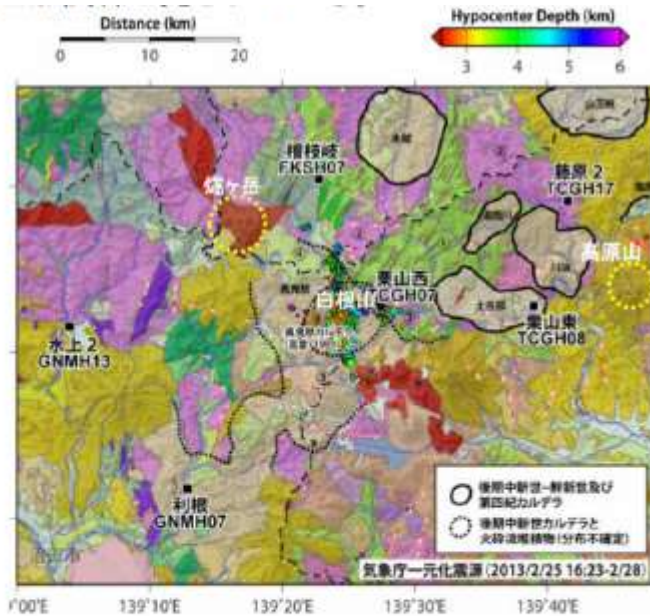 Distance (km)
0 10 20
Hypocenter Depth (km)
3 4 5 6
檜枝岐
FKSH07
藤原 2
TCGH17
燧ヶ岳
高原山
栗山西
TCGH07
白根山
栗山東
TCGH08
水上 2
GNMH13
利根
GNMH07
後期中新世-鮮新世及び
第四紀カルデラ
後期中新世カルデラと
火砕流堆積物(分布不確定)
気象庁一元化震源 (2013/2/25 16:23-2/28)
139°10' 139°20' 139°30' 139°40'